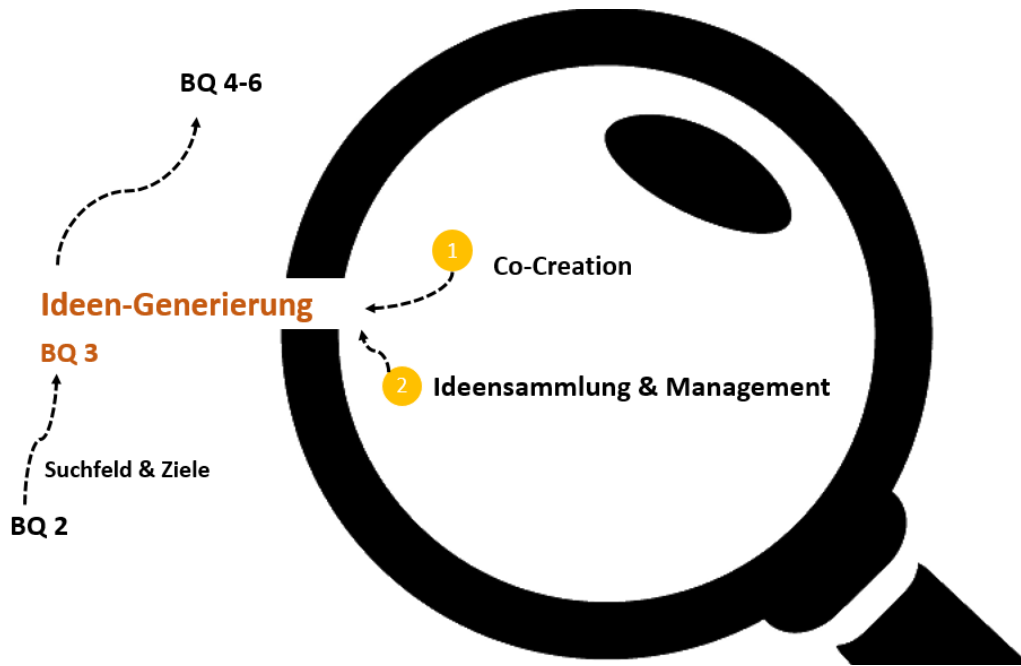 BQ 4-6
1
Co-Creation
Ideen-Generierung
BQ 3
2
Ideensammlung & Management
Suchfeld & Ziele
BQ 2